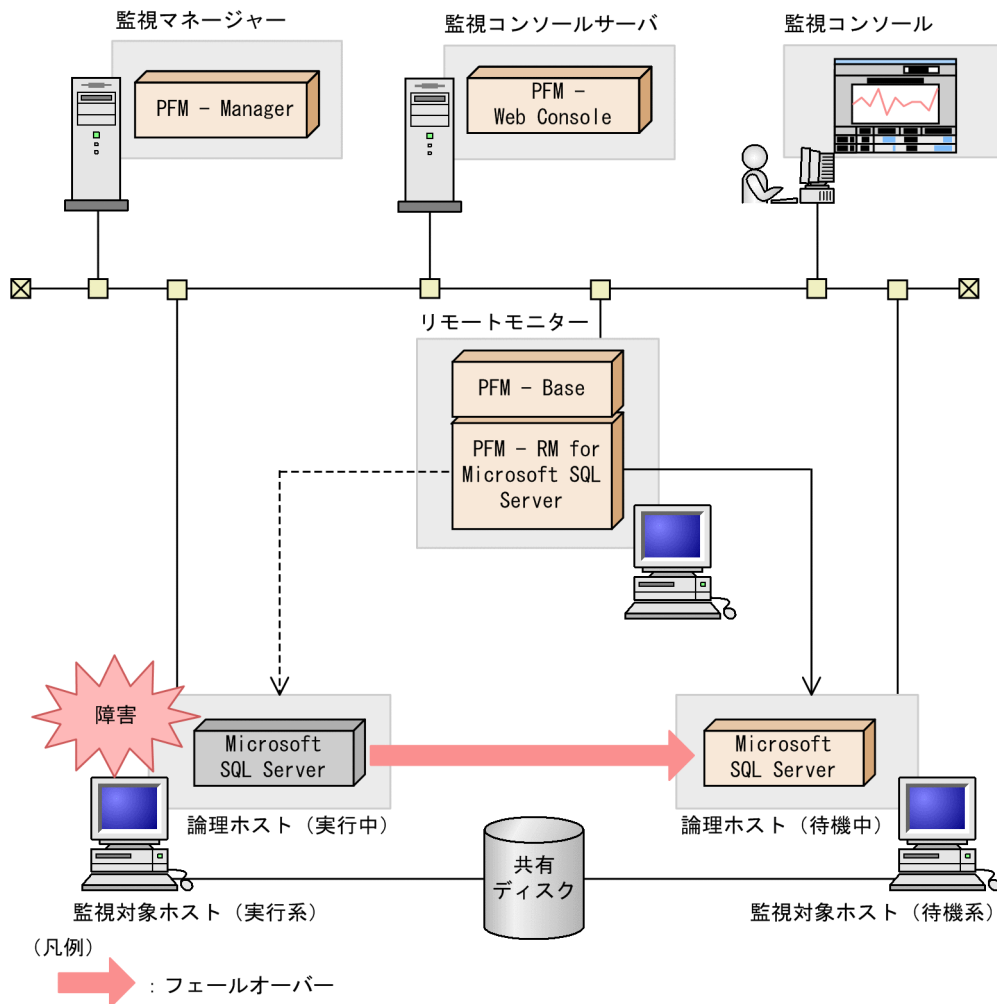 監視マネージャー
監視コンソールサーバ
監視コンソール
PFM - Manager
PFM -
Web Console
リモートモニター
PFM - Base
PFM - RM for
Microsoft SQL
Server
障害
Microsoft
SQL Server
Microsoft
SQL Server
論理ホスト(実行中)
論理ホスト(待機中)
共有
ディスク
監視対象ホスト(実行系)
監視対象ホスト(待機系)
(凡例)
:フェールオーバー